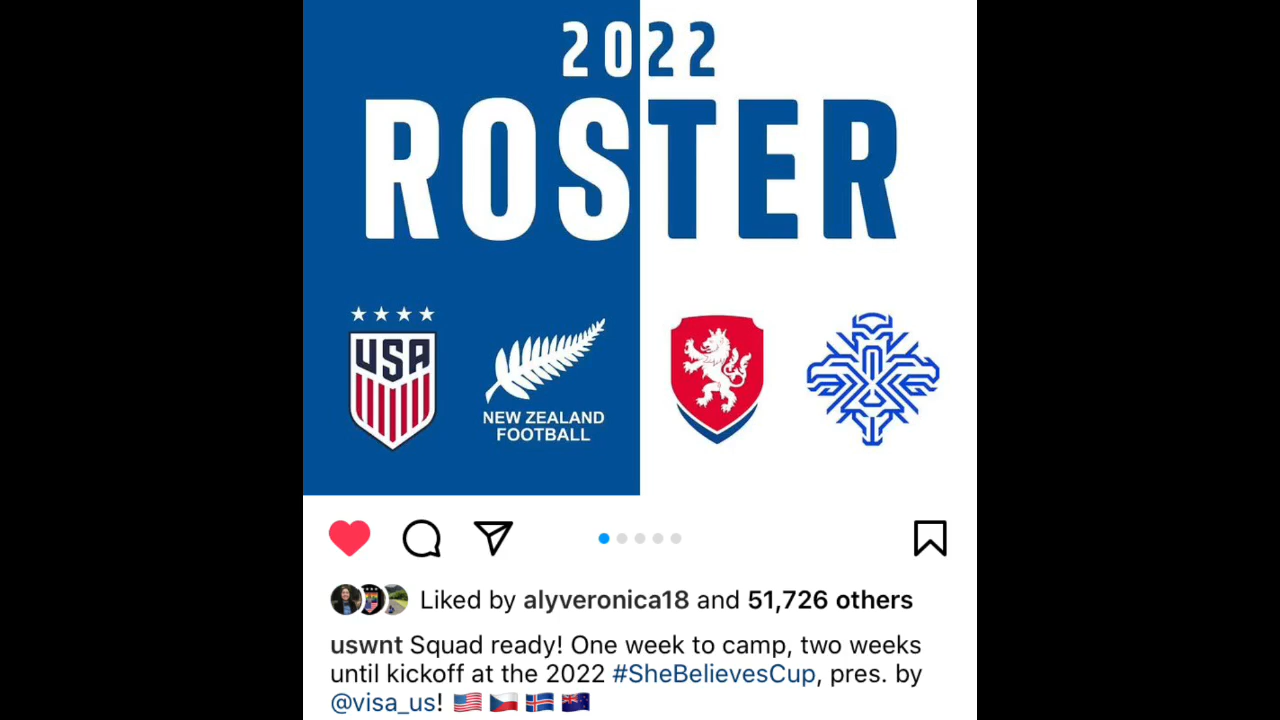 2022
ROSTER
USA
NEW ZEALAND
FOOTBALL
Liked by alyveronica18 and 51,726 others
uswnt Squad ready! One week to camp, two weeks
until kickoff at the 2022 #SheBelievesCup, pres. by
@visa_us! 🇺🇸 🇨🇿 🇮🇸 🇳🇿